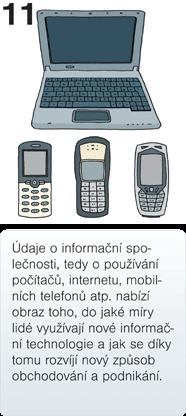 11
Údaje o informační spo-
lečnosti, tedy o používání
počítačů, internetu, mobil-
ních telefonů atp. nabízí
obraz toho, do jaké míry
lidé využívají nové informač-
ní technologie a jak se díky
tomu rozvíjí nový způsob
obchodování a podnikání.